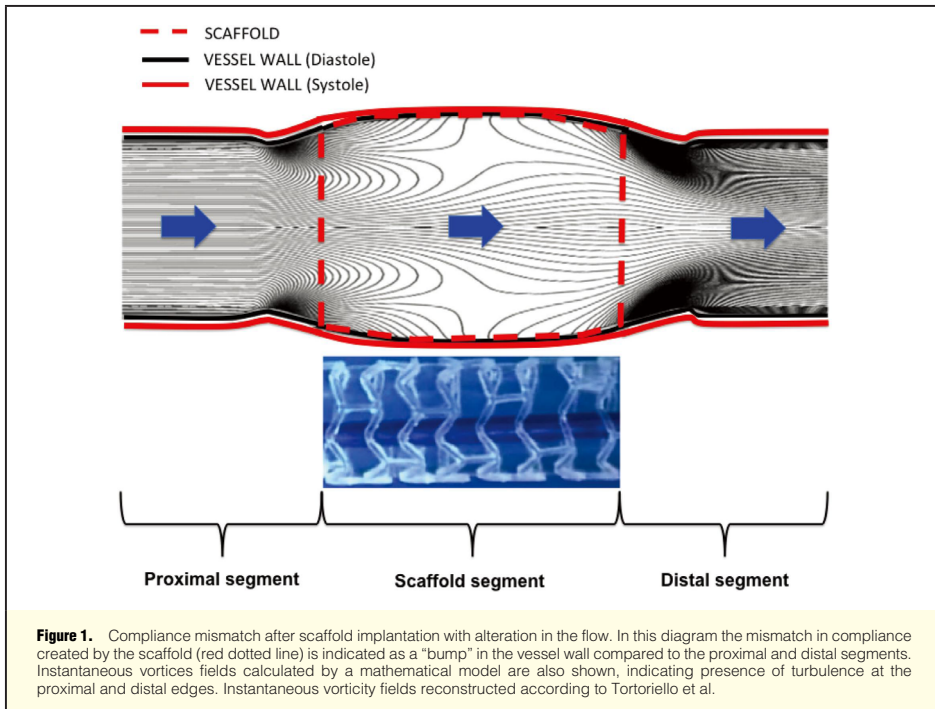 SCAFFOLD
VESSEL WALL (Diastole)
VESSEL WALL (Systole)
Proximal segment
Scaffold segment
Distal segment
Figure 1. Compliance mismatch after scaffold implantation with alteration in the flow. In this diagram the mismatch in compliance
created by the scaffold (red dotted line) is indicated as a “bump” in the vessel wall compared to the proximal and distal segments.
Instantaneous vortices fields calculated by a mathematical model are also shown, indicating presence of turbulence at the
proximal and distal edges. Instantaneous vorticity fields reconstructed according to Tortoriello et al.